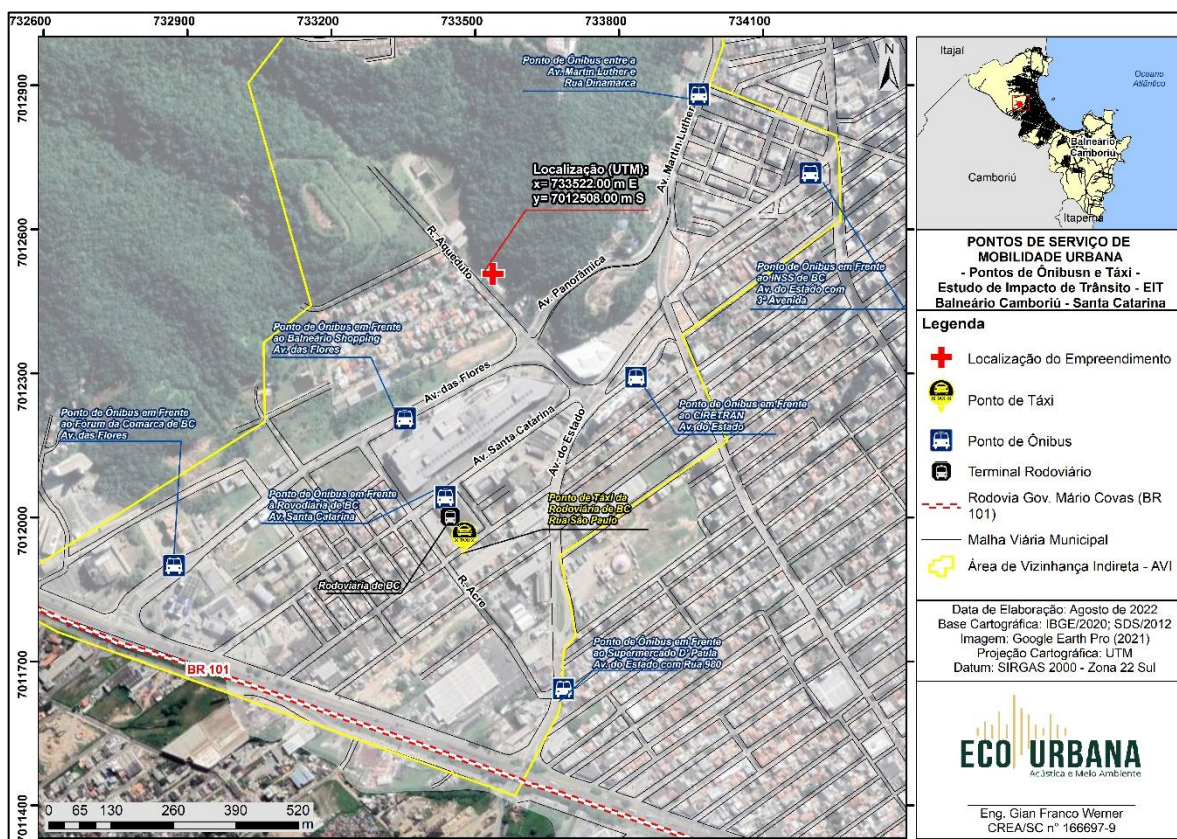 732600
732900
733200
733500
733800
734100
7012900
7012600
7012300
7012000
7011700
7011400
N
Ponto de Ônibus entre a
Av. Martin Luther e
Rua Dinamarca
Av. Martin Luther
Localização (UTM):
x= 733522.00 m E
y= 7012508.00 m S
R. Aqueduto
Av. Panorâmica
Ponto de Ônibus em Frente
ao INSS de BC
Av. do Estado com
3ª Avenida
Ponto de Ônibus em Frente
ao Balneário Shopping
Av. das Flores
Av. das Flores
Ponto de Ônibus em Frente
ao Forum da Comarca de BC
Av. das Flores
Ponto de Ônibus em Frente
ao CIRETRAN
Av. do Estado
Av. Santa Catarina
Av. do Estado
Ponto de Ônibus em Frente
à Rovodiária de BC
Av. Santa Catarina
Ponto de Táxi da
Rodoviária de BC
Rua São Paulo
Rodoviária de BC
R. Acre
Ponto de Ônibus em Frente
ao Supermercado D' Paula
Av. do Estado com Rua 980
BR 101
0 65 130 260 390 520
m
Itajaí
Oceano
Atlântico
Balneário
Camboriú
Camboriú
Itapema
PONTOS DE SERVIÇO DE
MOBILIDADE URBANA
- Pontos de Ônibusn e Táxi -
Estudo de Impacto de Trânsito - EIT
Balneário Camboriú - Santa Catarina
Legenda
Localização do Empreendimento
Ponto de Táxi
Ponto de Ônibus
Terminal Rodoviário
Rodovia Gov. Mário Covas (BR
101)
Malha Viária Municipal
Área de Vizinhança Indireta - AVI
Data de Elaboração: Agosto de 2022
Base Cartográfica: IBGE/2020; SDS/2012
Imagem: Google Earth Pro (2021)
Projeção Cartográfica: UTM
Datum: SIRGAS 2000 - Zona 22 Sul
ECO URBANA
Acústica e Meio Ambiente
Eng. Gian Franco Werner
CREA/SC nº 166697-9